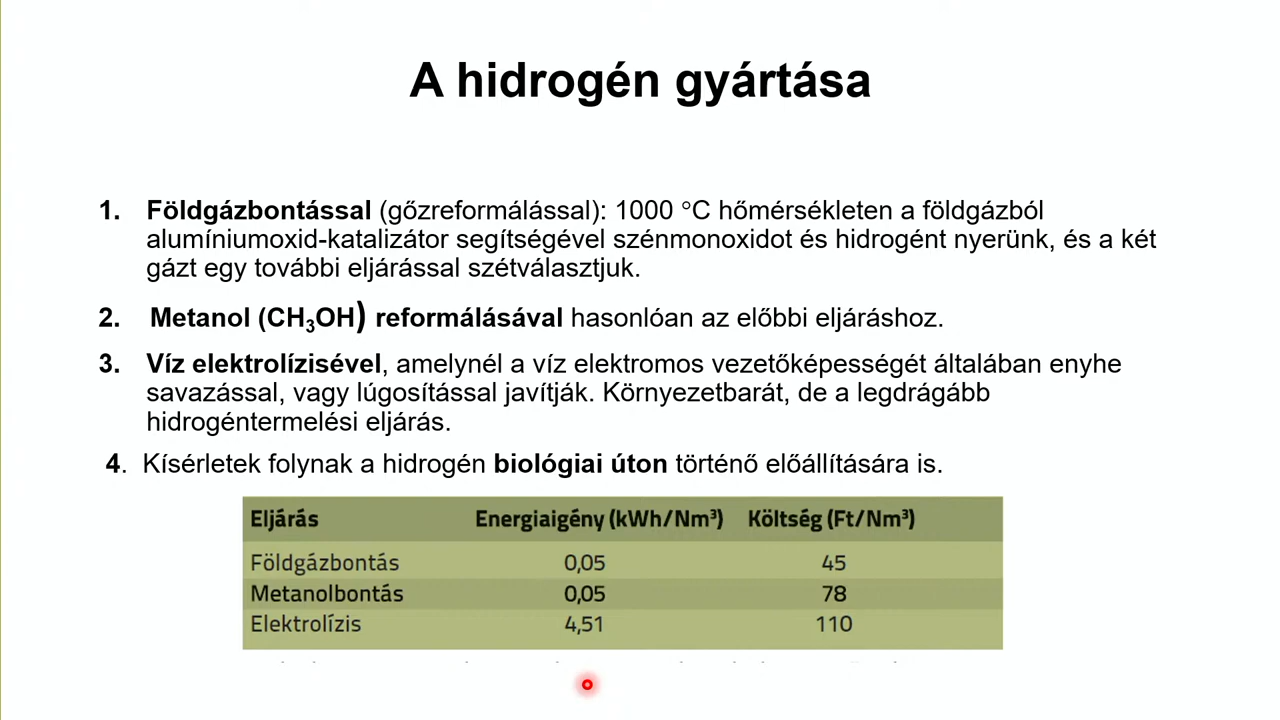 A hidrogén gyártása
1. Földgázbontással (gőzreformálással): 1000 °C hőmérsékleten a földgázból
alumíniumoxid-katalizátor segítségével szénmonoxidot és hidrogént nyerünk, és a két
gázt egy további eljárással szétválasztjuk.
2. Metanol (CH₃OH) reformálásával hasonlóan az előbbi eljáráshoz.
3. Víz elektrolízisével, amelynél a víz elektromos vezetőképességét általában enyhe
savazással, vagy lúgosítással javítják. Környezetbarát, de a legdrágább
hidrogéntermelési eljárás.
4. Kísérletek folynak a hidrogén biológiai úton történő előállítására is.
Eljárás Energiaigény (kWh/Nm³) Költség (Ft/Nm³)
Földgázbontás 0,05 45
Metanolbontás 0,05 78
Elektrolízis 4,51 110